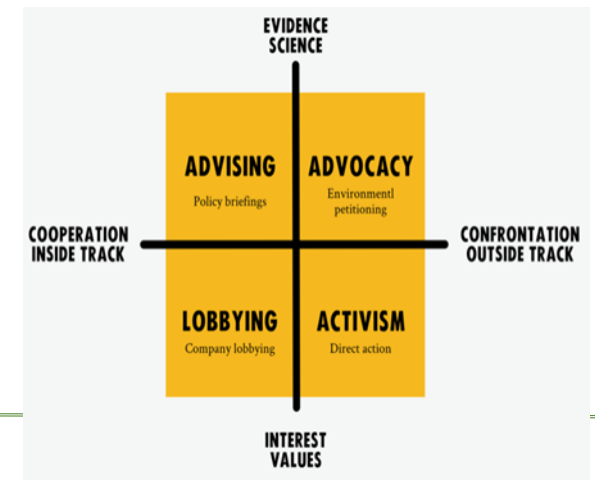 EVIDENCE
SCIENCE
ADVISING
Policy briefings
ADVOCACY
Environmentl
petitioning
COOPERATION
INSIDE TRACK
CONFRONTATION
OUTSIDE TRACK
LOBBYING
Company lobbying
ACTIVISM
Direct action
INTEREST
VALUES